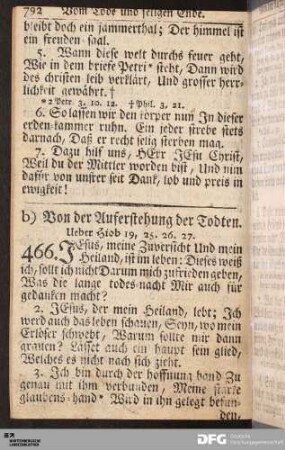 792 Vom Tode und seligen Ende.
bleibt doch ein jammerthal; Der himmel ist
ein freuden-saal.
5. Wann diese welt durchs feuer geht,
Wie in dem briefe Petri* steht, Dann wird
des christen leib verklärt, Und grosser herr-
lichkeit gewährt.†
*2 Petr. 3, 10. 12. † Phil. 3, 21.
6. So lassen wir den körper nun In dieser
erden-kammer ruhn. Ein jeder strebe stets
darnach, Daß er recht selig sterben mag.
7. Dazu hilf uns, HErr JEsu Christ,
Weil du der Mittler worden bist, Und nim
dafür von unsrer seit Dank, lob und preis in
ewigkeit!
b) Von der Auferstehung der Todten.
Ueber Hiob 19, 25. 26. 27.
466. JEsus, meine Zuversicht Und mein
Heiland, ist im leben: Dieses weiß
ich, sollt ich nicht Darum mich zufrieden geben,
Was die lange todes-nacht Mir auch für
gedanken macht?
2. JEsus, der mein Heiland, lebt; Ich
werd auch das leben schauen, Seyn, wo mein
Erlöser schwebt, Warum sollte mir dann
grauen? Lässet auch ein haupt sein glied,
Welches es nicht nach sich zieht.
3. Ich bin durch der hoffnung band Zu
genau mit ihm verbunden, Meine starke
glaubens-hand* Wird in ihn gelegt befun-
den,
DFG
Deutsche
Forschungsgemeinschaft